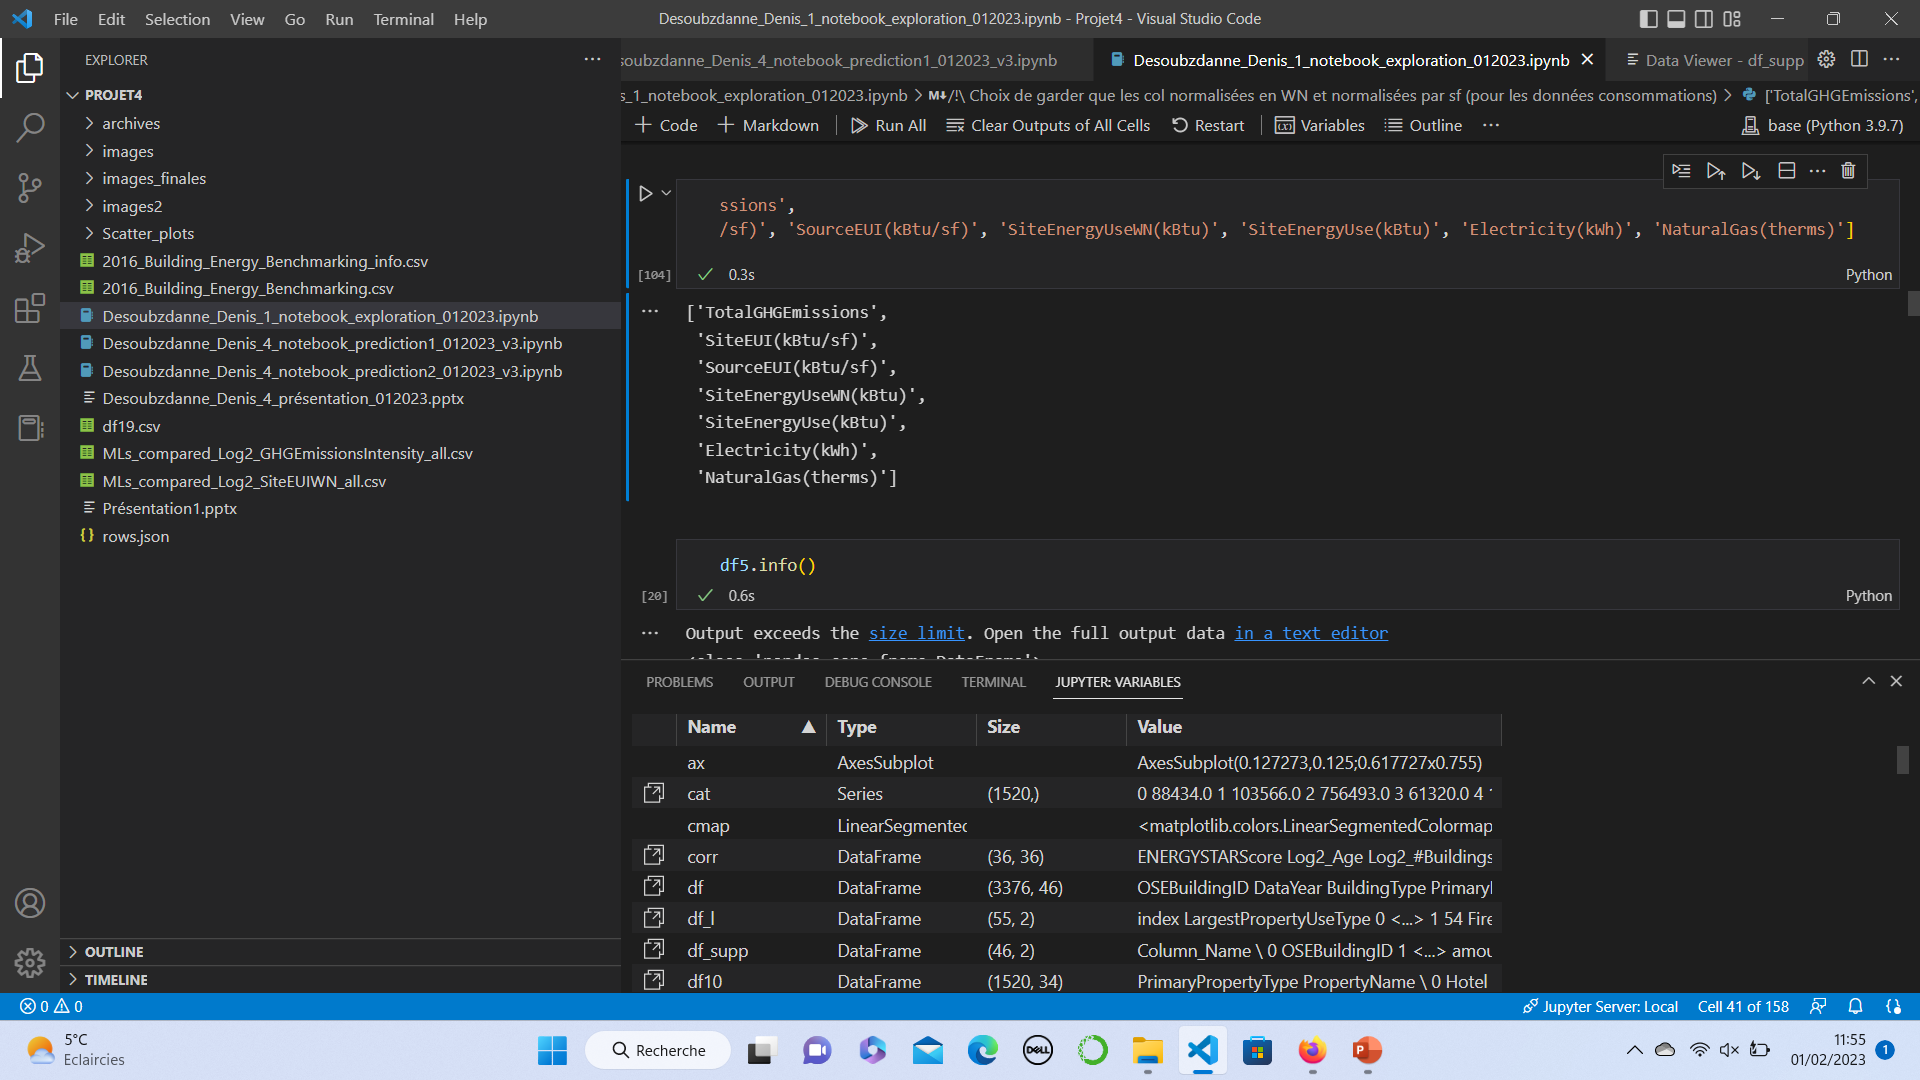 File Edit Selection View Go Run Terminal Help
Desoubzdanne_Denis_1_notebook_exploration_012023.ipynb - Projet4 - Visual Studio Code
EXPLORER
PROJET4
archives
images
images_finales
images2
Scatter_plots
2016_Building_Energy_Benchmarking_info.csv
2016_Building_Energy_Benchmarking.csv
Desoubzdanne_Denis_1_notebook_exploration_012023.ipynb
Desoubzdanne_Denis_4_notebook_prediction1_012023_v3.ipynb
Desoubzdanne_Denis_4_notebook_prediction2_012023_v3.ipynb
Desoubzdanne_Denis_4_présentation_012023.pptx
df19.csv
MLs_compared_Log2_GHGEmissionsIntensity_all.csv
MLs_compared_Log2_SiteEUIWN_all.csv
Présentation1.pptx
rows.json
OUTLINE
TIMELINE
soubzdanne_Denis_4_notebook_prediction1_012023_v3.ipynb
Desoubzdanne_Denis_1_notebook_exploration_012023.ipynb
Data Viewer - df_supp
s_1_notebook_exploration_012023.ipynb > M↓/!\ Choix de garder que les col normalisées en WN et normalisées par sf (pour les données consommations) > ['TotalGHGEmissions',
+ Code + Markdown Run All Clear Outputs of All Cells Restart Variables Outline ··· base (Python 3.9.7)
ssions',
/sf)', 'SourceEUI(kBtu/sf)', 'SiteEnergyUseWN(kBtu)', 'SiteEnergyUse(kBtu)', 'Electricity(kWh)', 'NaturalGas(therms)']
[104] ✓ 0.3s Python
['TotalGHGEmissions',
'SiteEUI(kBtu/sf)',
'SourceEUI(kBtu/sf)',
'SiteEnergyUseWN(kBtu)',
'SiteEnergyUse(kBtu)',
'Electricity(kWh)',
'NaturalGas(therms)']
df5.info()
[20] ✓ 0.6s Python
Output exceeds the size limit. Open the full output data in a text editor
<class 'pandas.core.frame.DataFrame'>
PROBLEMS OUTPUT DEBUG CONSOLE TERMINAL JUPYTER: VARIABLES
Name Type Size Value
ax AxesSubplot AxesSubplot(0.127273,0.125;0.617727x0.755)
cat Series (1520,) 0 88434.0 1 103566.0 2 756493.0 3 61320.0 4
cmap LinearSegmented <matplotlib.colors.LinearSegmentedColormap
corr DataFrame (36, 36) ENERGYSTARScore Log2_Age Log2_#Buildings
df DataFrame (3376, 46) OSEBuildingID DataYear BuildingType Primary
df_l DataFrame (55, 2) index LargestPropertyUseType 0 <...> 1 54 Fire
df_supp DataFrame (46, 2) Column_Name \ 0 OSEBuildingID 1 <...> amou
df10 DataFrame (1520, 34) PrimaryPropertyType PropertyName \ 0 Hotel
0 0
Jupyter Server: Local Cell 41 of 158
5°C
Eclaircies
Recherche
DELL
11:55
01/02/2023
1